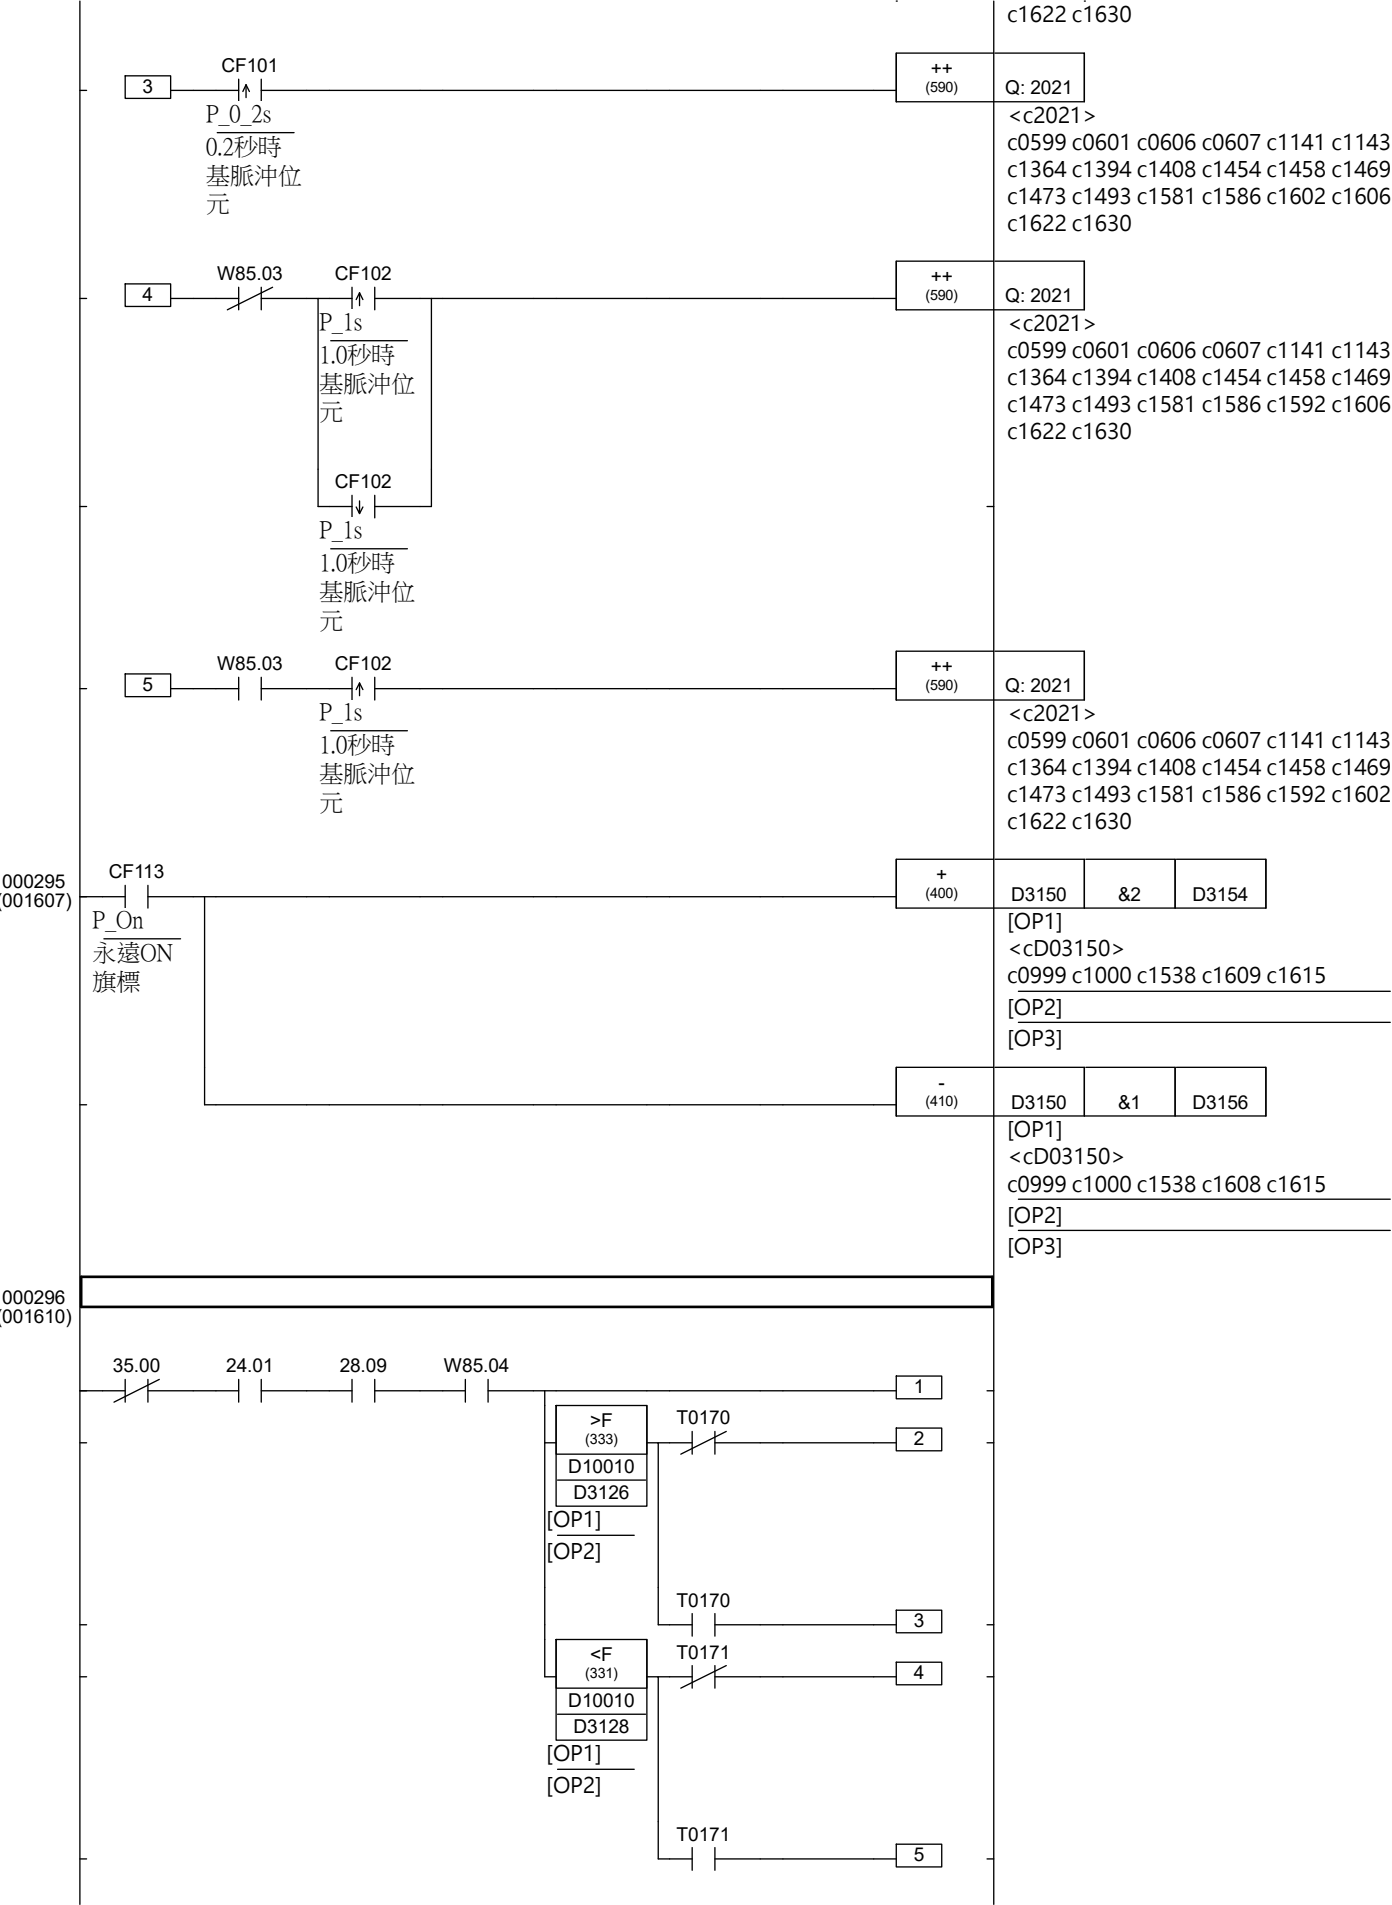 c1622 c1630
CF101
++
3
(590)
Q: 2021
P_0_2s
<c2021>
0.2秒時
c0599 c0601 c0606 c0607 c1141 c1143
基脈沖位
c1364 c1394 c1408 c1454 c1458 c1469
元
c1473 c1493 c1581 c1586 c1602 c1606
c1622 c1630
W85.03 CF102
++
4
(590)
Q: 2021
P_1s
<c2021>
1.0秒時
c0599 c0601 c0606 c0607 c1141 c1143
基脈沖位
c1364 c1394 c1408 c1454 c1458 c1469
元
c1473 c1493 c1581 c1586 c1592 c1606
c1622 c1630
CF102
P_1s
1.0秒時
基脈沖位
元
W85.03 CF102
++
5
(590)
Q: 2021
P_1s
<c2021>
1.0秒時
c0599 c0601 c0606 c0607 c1141 c1143
基脈沖位
c1364 c1394 c1408 c1454 c1458 c1469
元
c1473 c1493 c1581 c1586 c1592 c1602
c1622 c1630
000295
(001607)
CF113
+
(400)
D3150 &2 D3154
P_On
[OP1]
永遠ON
<cD03150>
旗標
c0999 c1000 c1538 c1609 c1615
[OP2]
[OP3]
-
(410)
D3150 &1 D3156
[OP1]
<cD03150>
c0999 c1000 c1538 c1608 c1615
[OP2]
[OP3]
000296
(001610)
35.00 24.01 28.09 W85.04
1
>F
(333)
T0170
2
D10010
D3126
[OP1]
[OP2]
T0170
3
<F
(331)
T0171
4
D10010
D3128
[OP1]
[OP2]
T0171
5